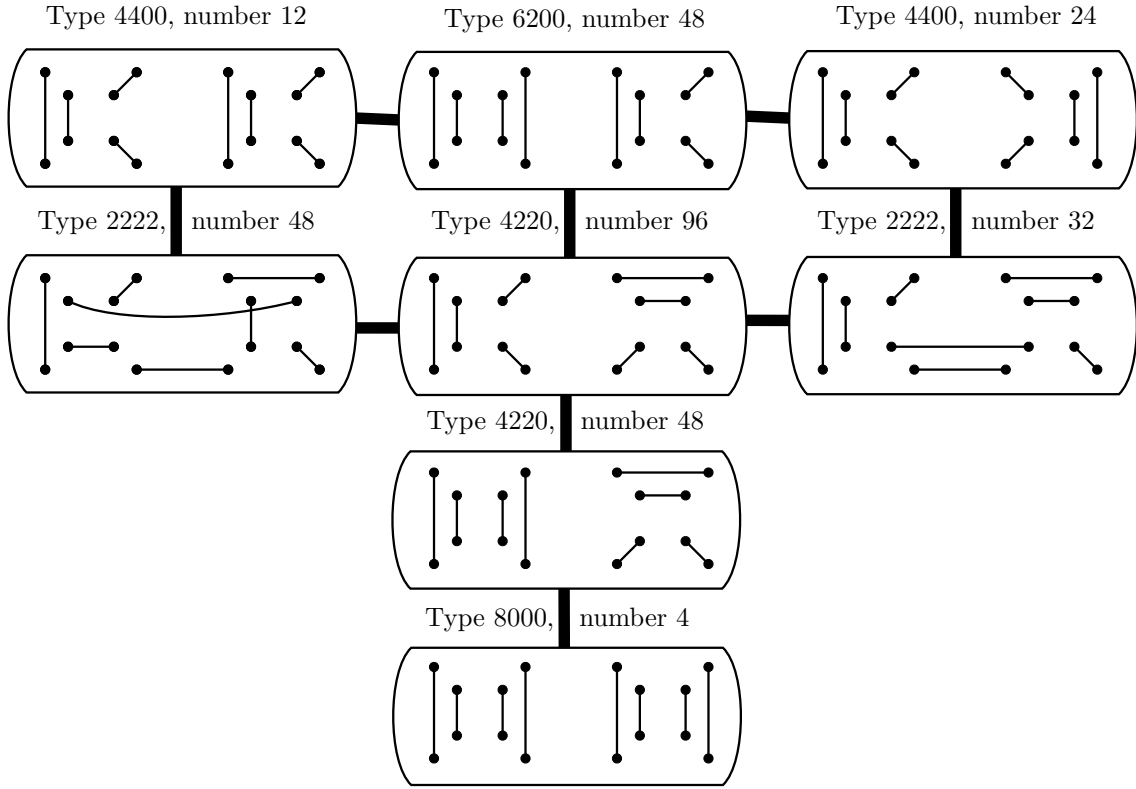 Type 4400, number 12
Type 6200, number 48
Type 4400, number 24
Type 2222, number 48
Type 4220, number 96
Type 2222, number 32
Type 4220, number 48
Type 8000, number 4